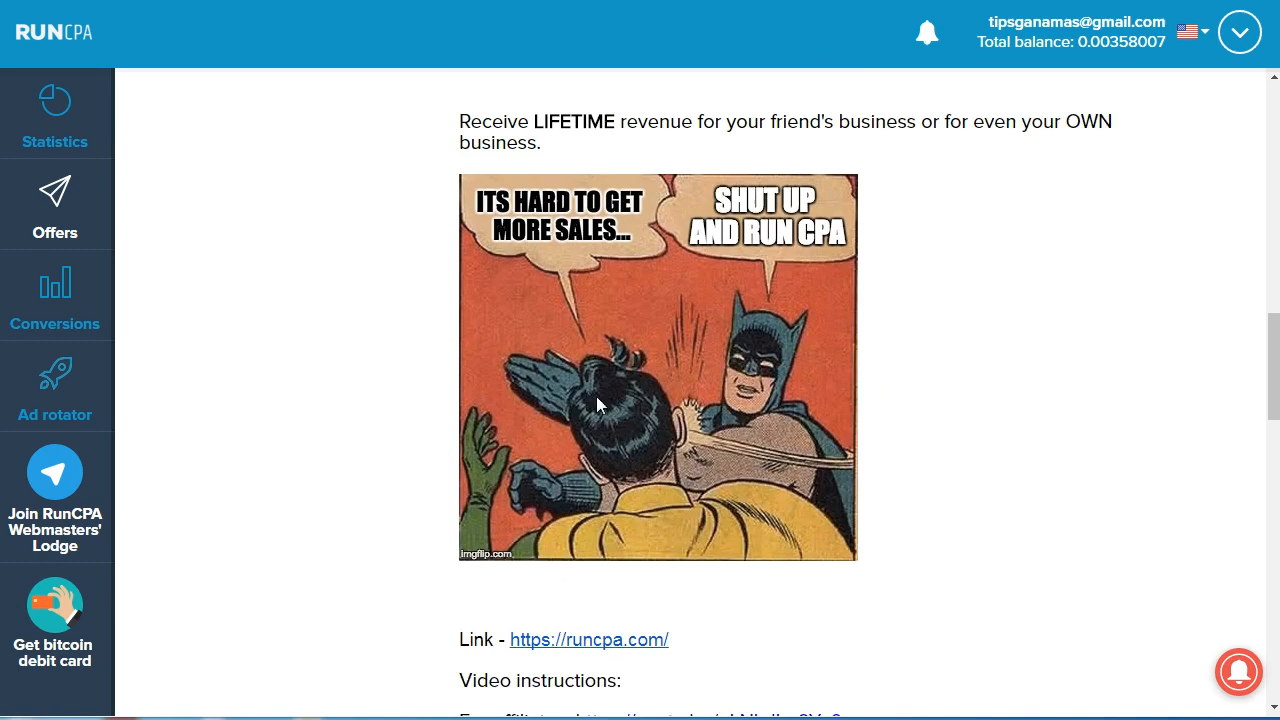 RUNCPA
tipsganamas@gmail.com
Total balance: 0.00358007
Statistics
Offers
Conversions
Ad rotator
Join RunCPA
Webmasters'
Lodge
Get bitcoin
debit card
Receive LIFETIME revenue for your friend's business or for even your OWN
business.
ITS HARD TO GET
MORE SALES...
SHUT UP
AND RUN CPA
imgflip.com
Link - https://runcpa.com/
Video instructions: